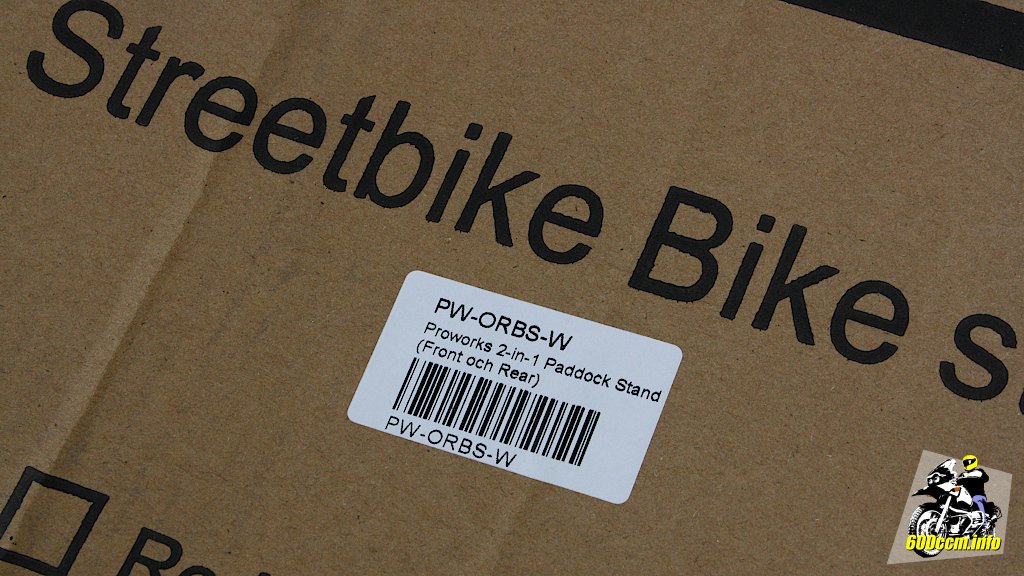 Streetbike Bike
PW-ORBS-W
Proworks 2-in-1 Paddock Stand
(Front och Rear)
PW-ORBS-W
600ccm.info